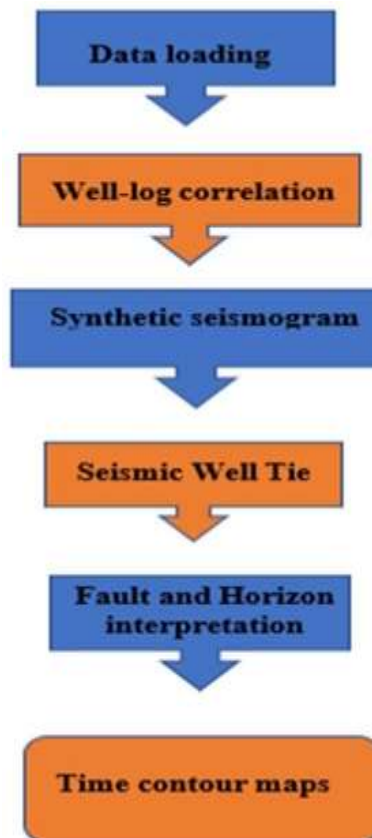 Data loading
Well-log correlation
Synthetic seismogram
Seismic Well Tie
Fault and Horizon
interpretation
Time contour maps